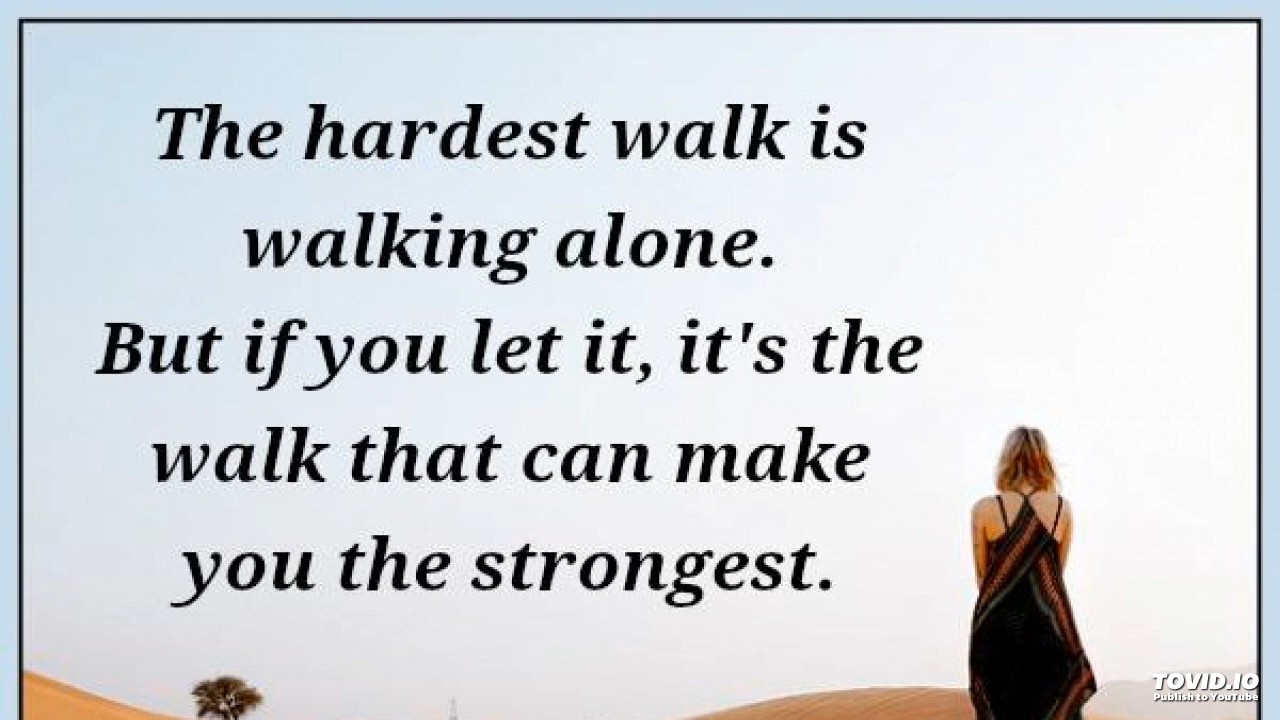 The hardest walk is
walking alone.
But if you let it, it's the
walk that can make
you the strongest.
TOVID.IO
Publish to YouTube